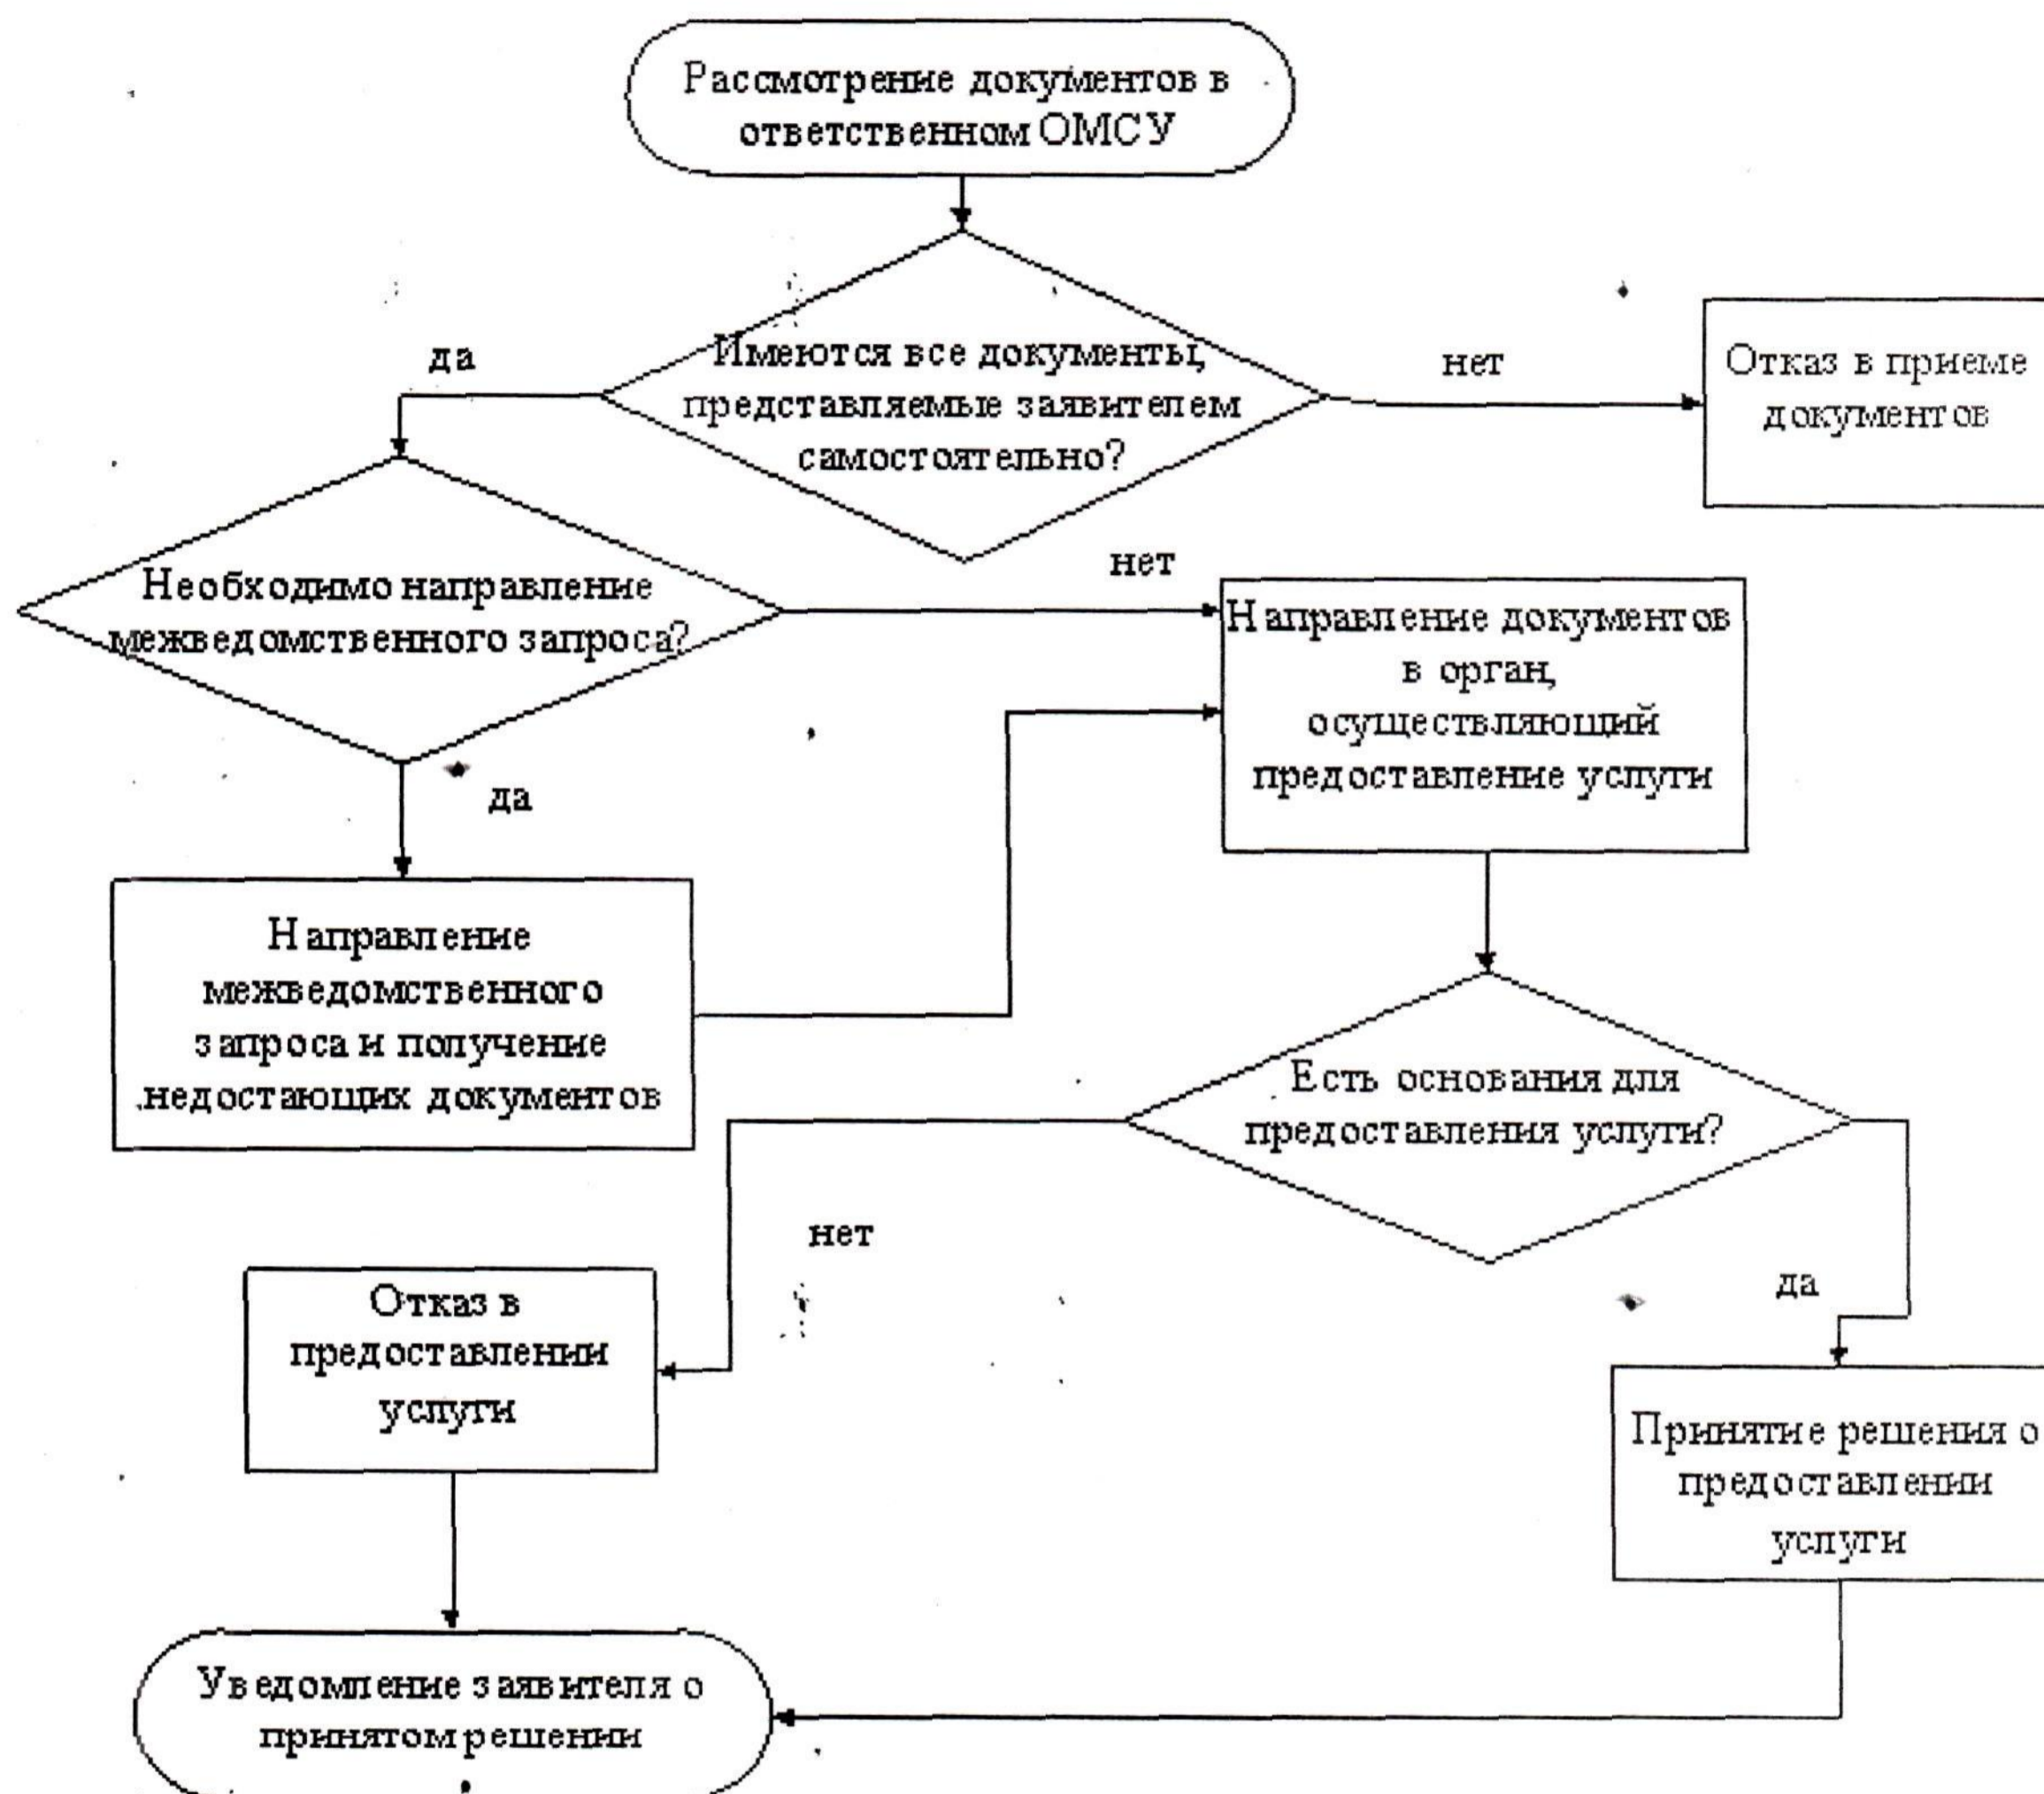 Рассмотрение документов в
ответственном ОМСУ
да
Имеются все документы,
представляемые заявителем
самостоятельно?
нет
Отказ в приеме
документов
Необходимо направление
межведомственного запроса?
нет
Направление документов
в орган,
осуществляющий
предоставление услуги
да
Направление
межведомственного
запроса и получение
недостающих документов
Есть основания для
предоставления услуги?
нет
да
Отказ в
предоставлении
услуги
Принятие решения о
предоставлении
услуги
Уведомление заявителя о
принятом решении